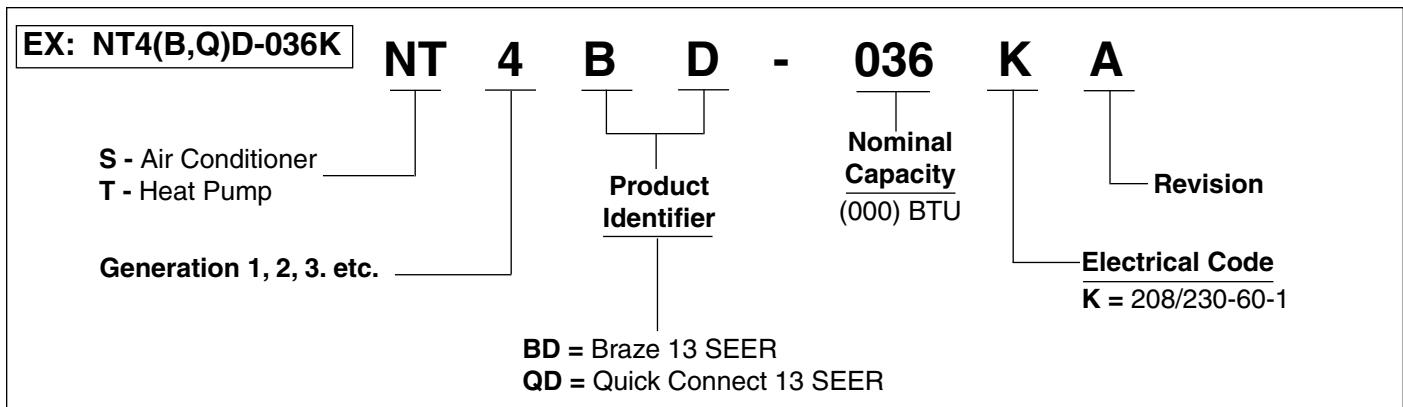 EX: NT4(B,Q)D-036K
NT 4 B D - 036 K A
S - Air Conditioner
T - Heat Pump
Generation 1, 2, 3. etc.
Product
Identifier
BD = Braze 13 SEER
QD = Quick Connect 13 SEER
Nominal
Capacity
(000) BTU
Revision
Electrical Code
K = 208/230-60-1